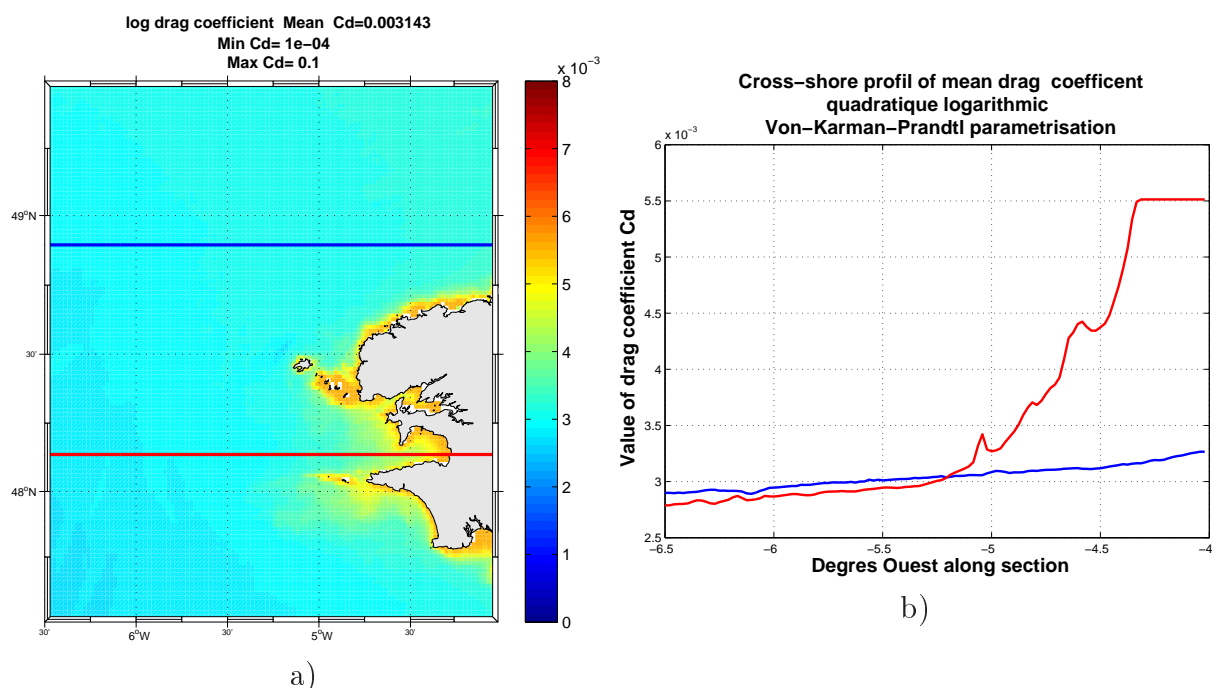 log drag coefficient Mean Cd=0.003143
Min Cd= 1e−04
Max Cd= 0.1
x 10⁻³
8
7
6
5
4
3
2
1
0
49°N
30'
48°N
30'
6°W
30'
5°W
30'
a)
Cross−shore profil of mean drag coefficent
quadratique logarithmic
Von−Karman−Prandtl parametrisation
x 10⁻³
6
5.5
5
4.5
4
3.5
3
2.5
Value of drag coefficient Cd
−6.5
−6
−5.5
−5
−4.5
−4
Degres Ouest along section
b)